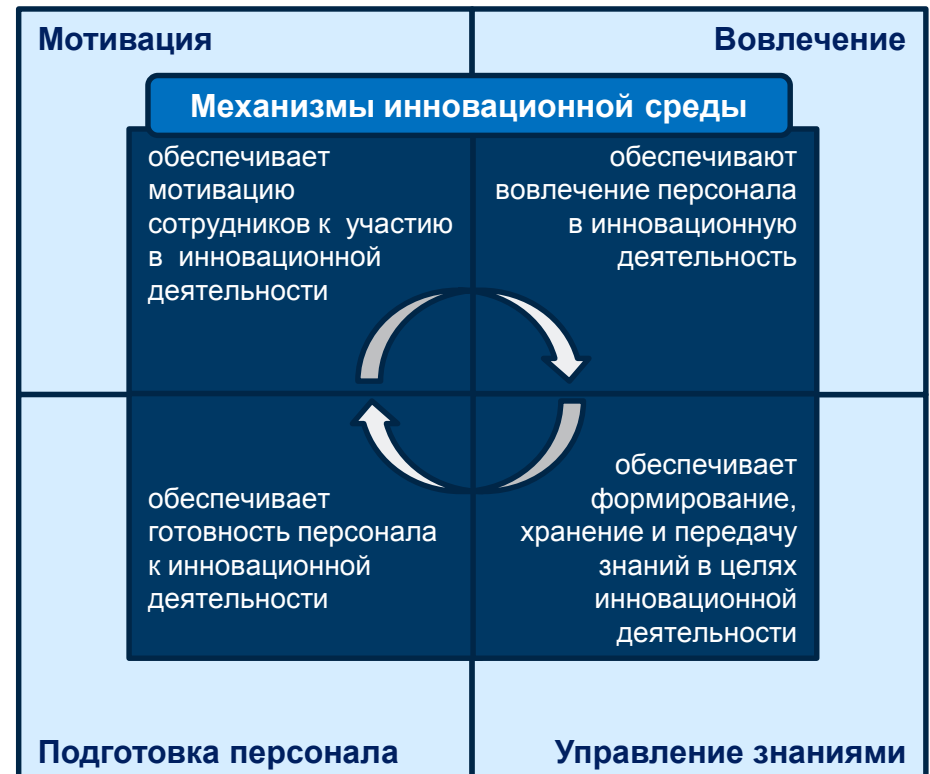 Мотивация
Вовлечение
Механизмы инновационной среды
обеспечивает
мотивацию
сотрудников к участию
в инновационной
деятельности
обеспечивают
вовлечение персонала
в инновационную
деятельность
обеспечивает
готовность персонала
к инновационной
деятельности
обеспечивает
формирование,
хранение и передачу
знаний в целях
инновационной
деятельности
Подготовка персонала
Управление знаниями